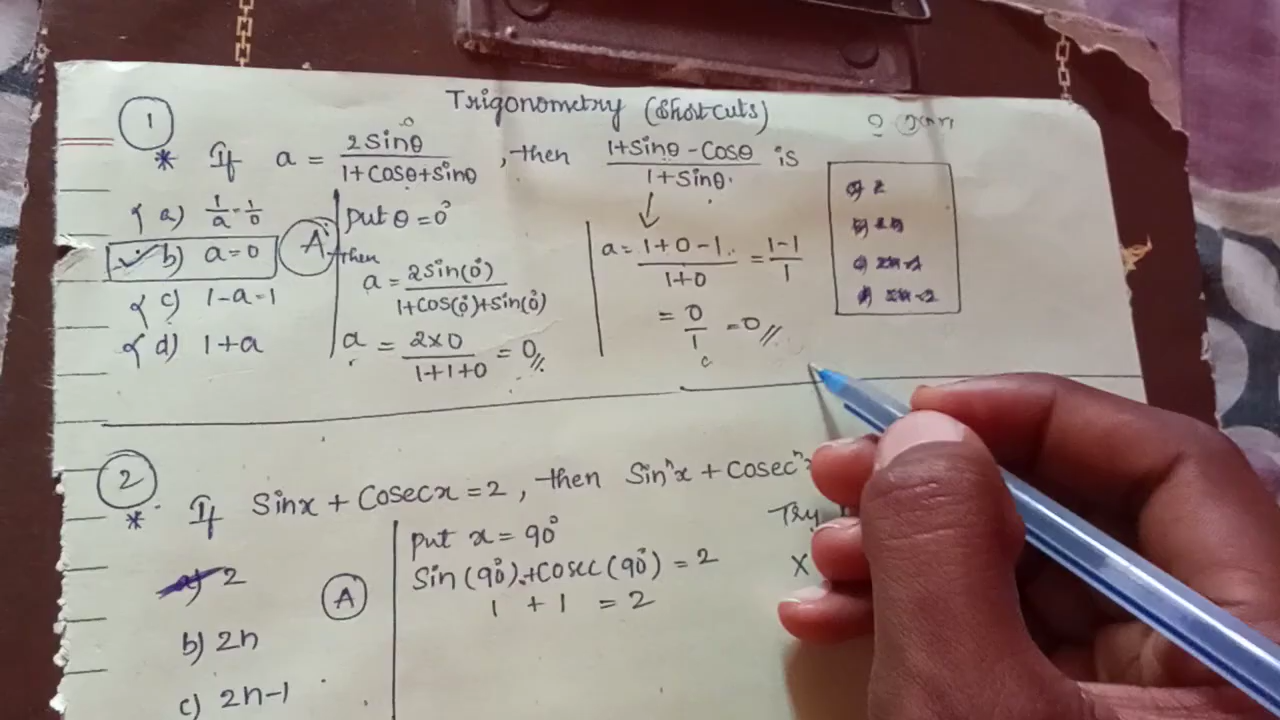 Trigonometry (Shortcuts)
1
* If a = 2Sinθ / 1+Cosθ+Sinθ , then 1+Sinθ-Cosθ / 1+Sinθ is
a) 1/a = 1/0
b) a=0
c) 1-a=1
d) 1+a
A
put θ=0°
then
a = 2Sin(0°) / 1+Cos(0°)+Sin(0°)
a = 2×0 / 1+1+0 = 0//
a = 1+0-1 / 1+0 = 1-1 / 1
= 0/1 = 0//
a) 2
2
* If Sinx + Cosecx = 2, then Sinⁿx + Cosecⁿ
a) 2
b) 2n
c) 2n-1
A
put x = 90°
Sin(90°)+Cosec(90°) = 2
1 + 1 = 2
Try
X